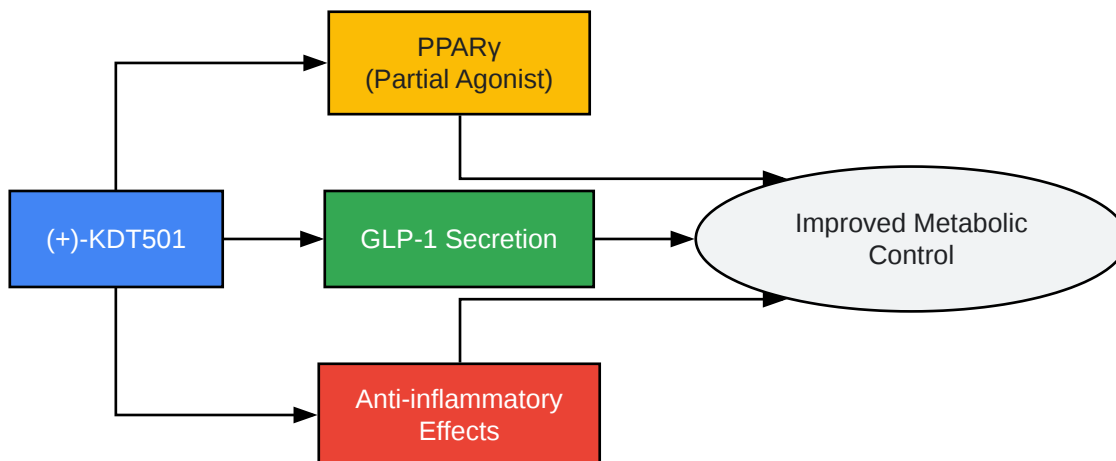 PPARγ
(Partial Agonist)
(+)-KDT501
GLP-1 Secretion
Improved Metabolic
Control
Anti-inflammatory
Effects